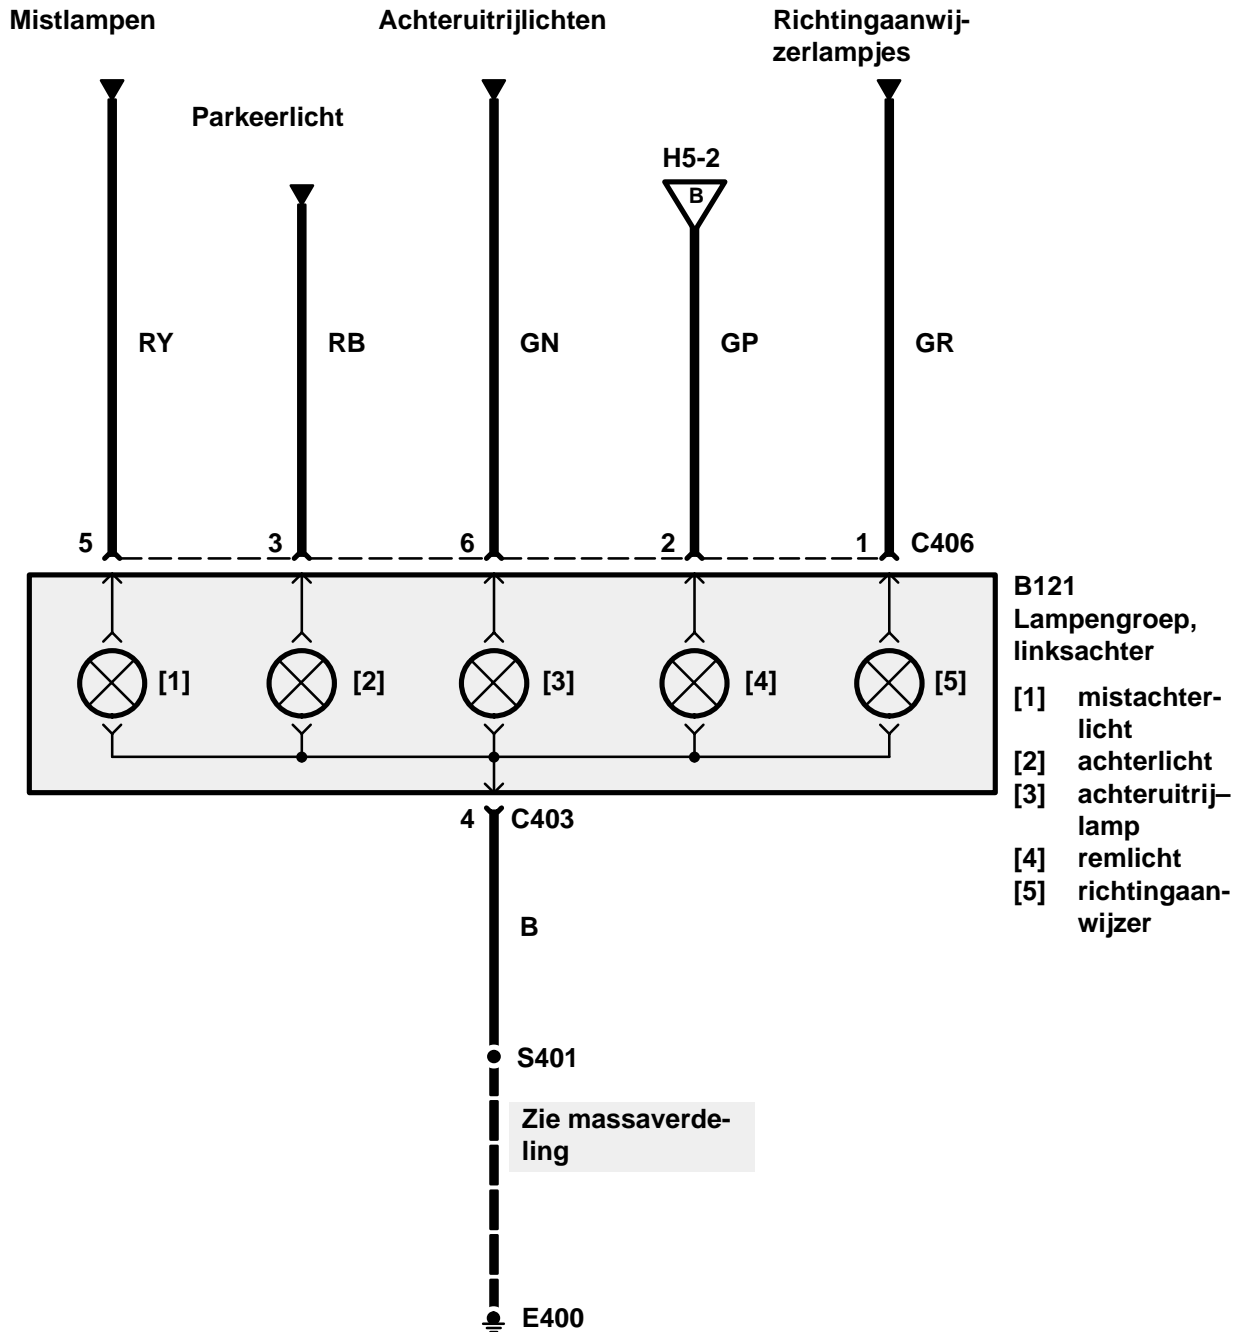 Mistlampen
Achteruitrijlichten
Richtingaanwij-
zerlampjes
Parkeerlicht
H5-2
B
RY
RB
GN
GP
GR
5
3
6
2
1
C406
B121
Lampengroep,
linksachter
[1]
[2]
[3]
[4]
[5]
[1] mistachter-
licht
[2] achterlicht
[3] achteruitrij–
lamp
[4] remlicht
[5] richtingaan-
wijzer
4
C403
B
S401
Zie massaverde-
ling
E400